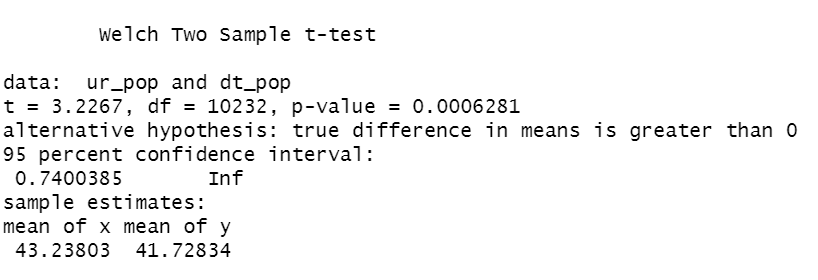 Welch Two Sample t-test
data:  ur_pop and dt_pop
t = 3.2267, df = 10232, p-value = 0.0006281
alternative hypothesis: true difference in means is greater than 0
95 percent confidence interval:
 0.7400385       Inf
sample estimates:
mean of x mean of y
 43.23803  41.72834